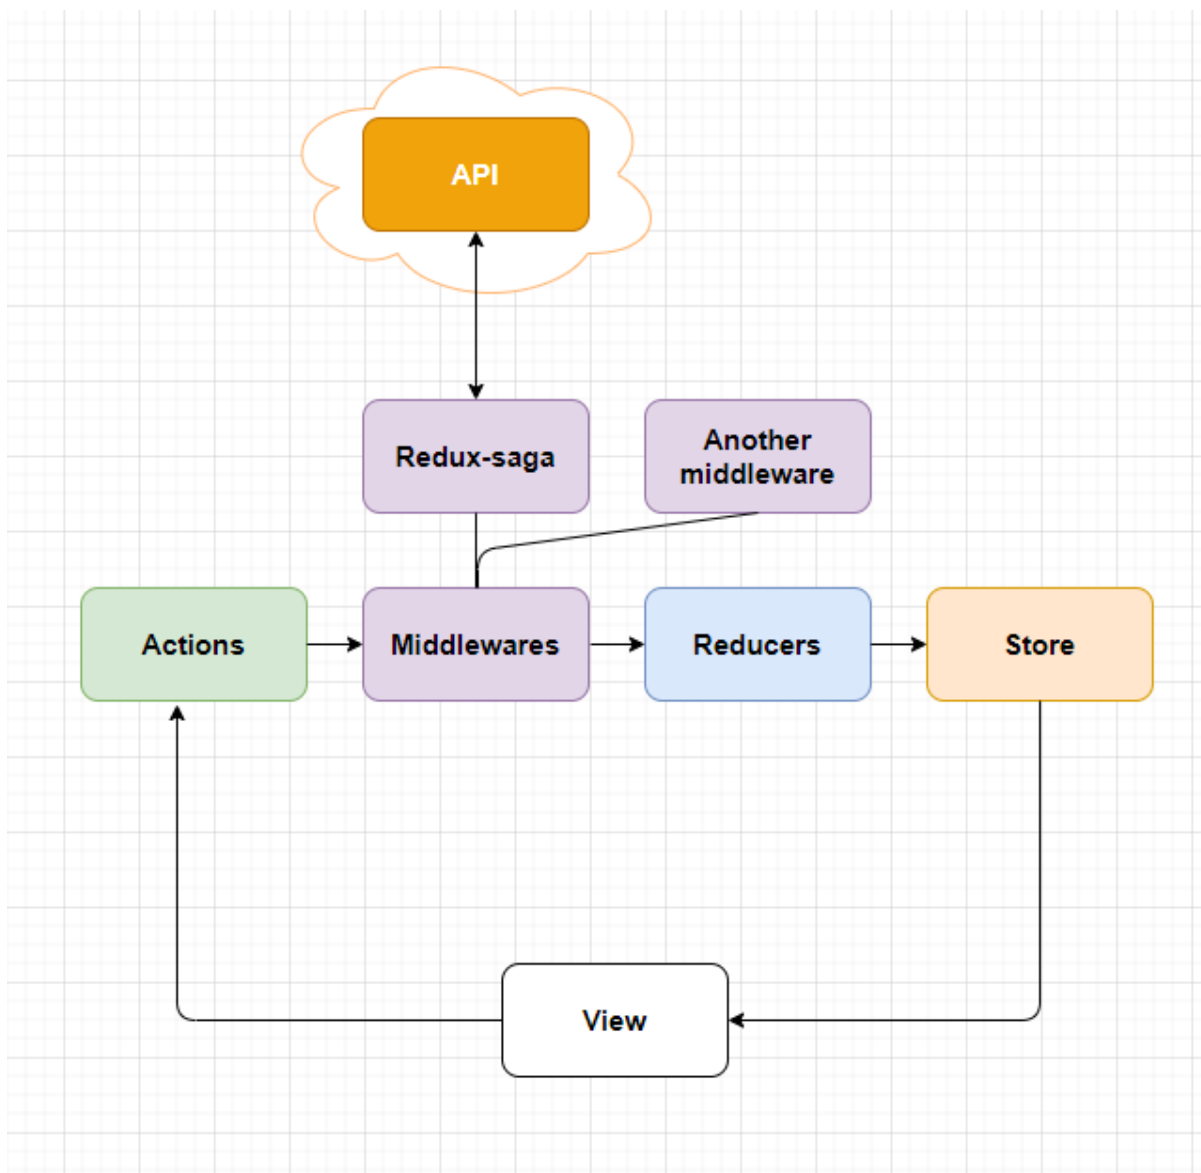 API
Redux-saga
Another
middleware
Actions
Middlewares
Reducers
Store
View